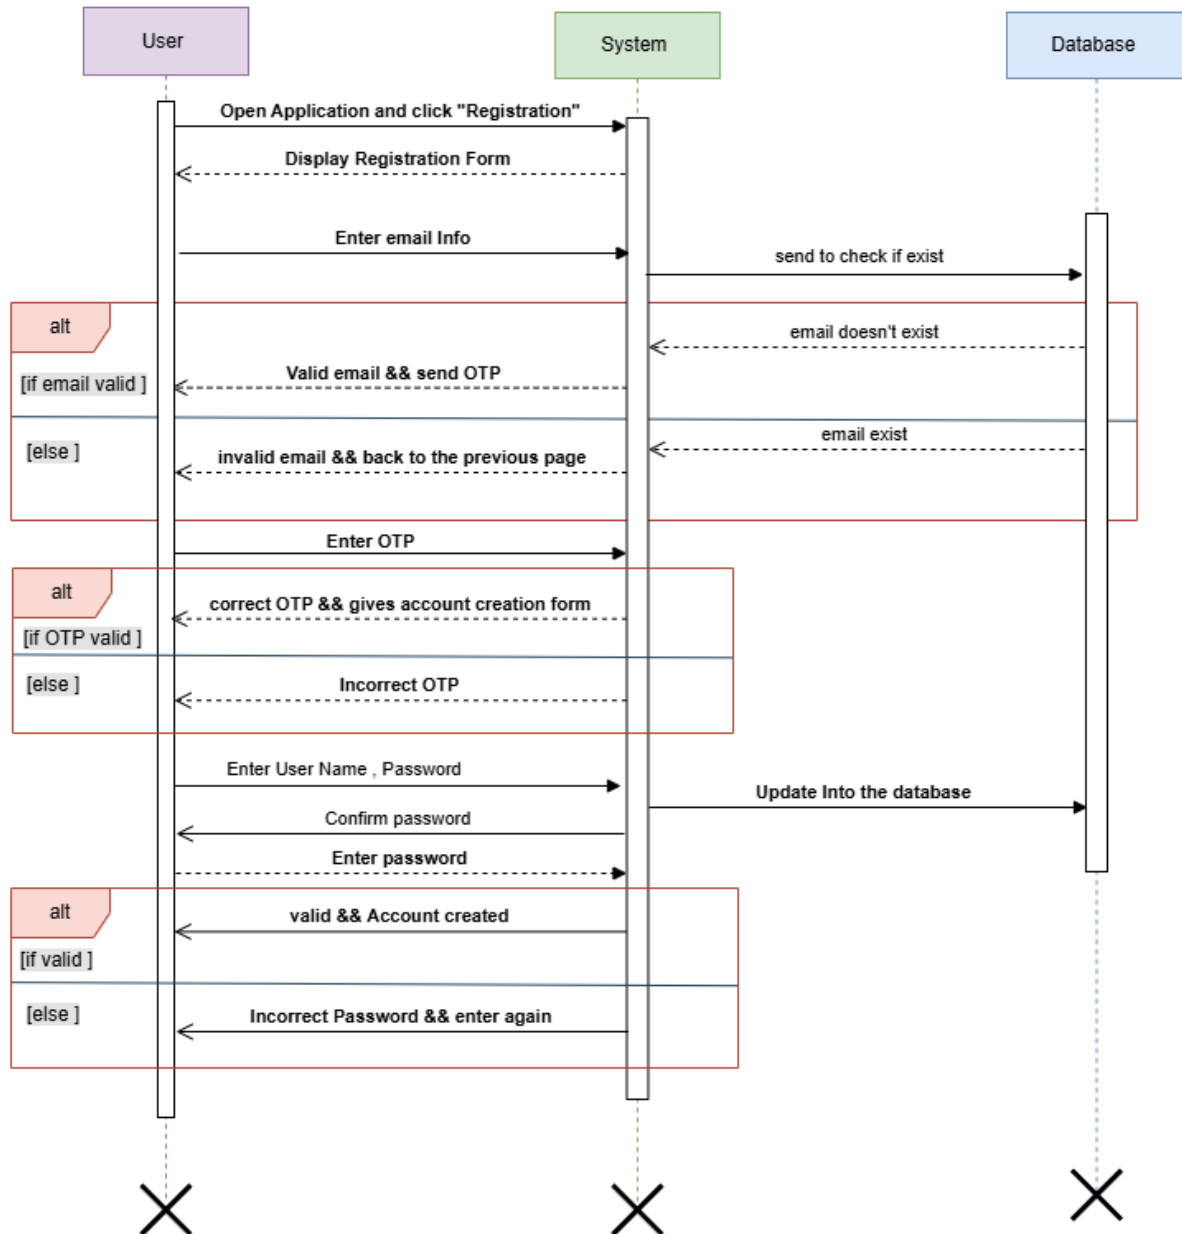 User
System
Database
Open Application and click "Registration"
Display Registration Form
Enter email Info
send to check if exist
alt
email doesn't exist
[if email valid ]
Valid email && send OTP
email exist
[else ]
invalid email && back to the previous page
Enter OTP
alt
correct OTP && gives account creation form
[if OTP valid ]
[else ]
Incorrect OTP
Enter User Name , Password
Update Into the database
Confirm password
Enter password
alt
valid && Account created
[if valid ]
[else ]
Incorrect Password && enter again